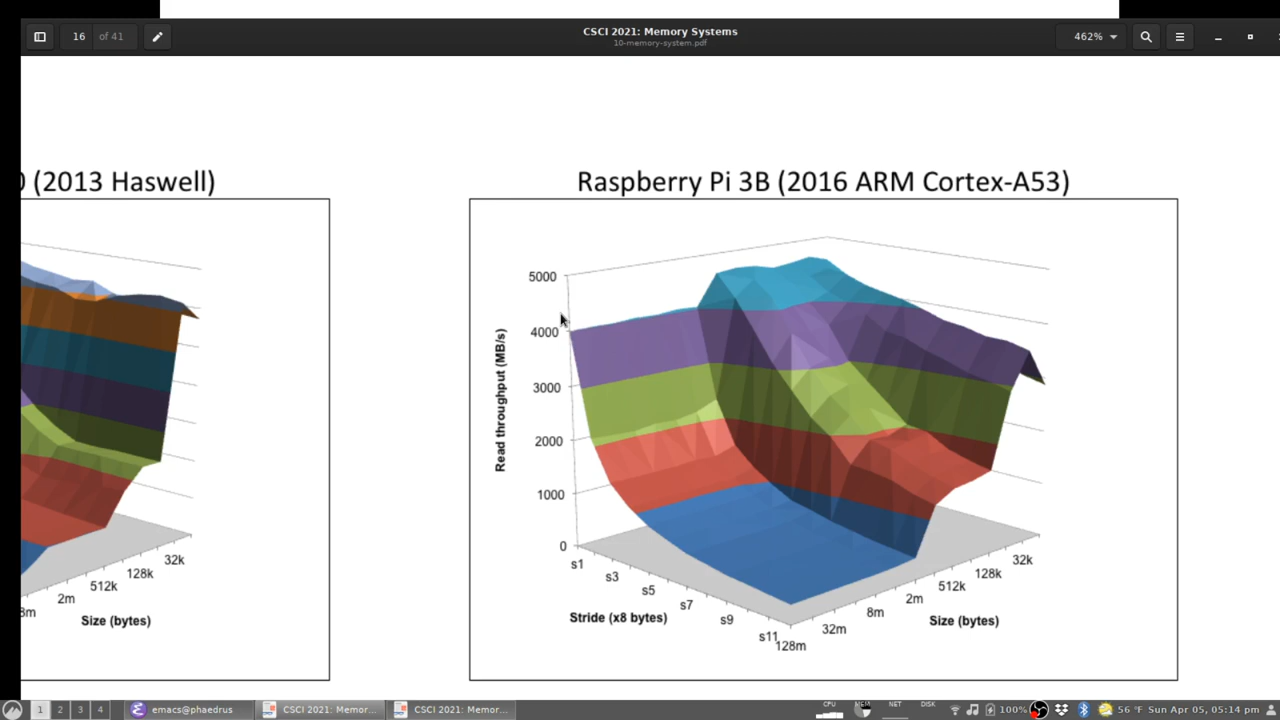 16 of 41
CSCI 2021: Memory Systems
10-memory-system.pdf
462%
0 (2013 Haswell)
Raspberry Pi 3B (2016 ARM Cortex-A53)
32k
128k
512k
2m
8m
Size (bytes)
5000
4000
3000
2000
1000
0
Read throughput (MB/s)
s1
s3
s5
s7
s9
s11
Stride (x8 bytes)
128m
32m
8m
2m
512k
128k
32k
Size (bytes)
1 2 3 4 emacs@phaedrus CSCI 2021: Memor... CSCI 2021: Memor... CPU MEM NET DISK 100% 56 °F Sun Apr 05, 05:14 pm